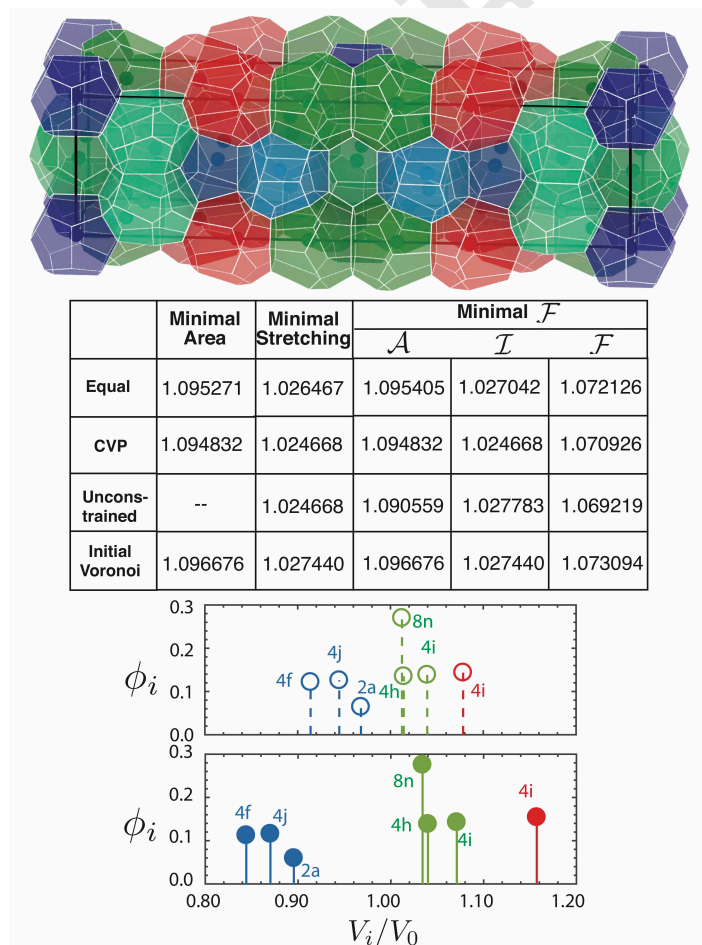 Minimal Area
Minimal Stretching
Minimal F
A
I
F
Equal 1.095271 1.026467 1.095405 1.027042 1.072126
CVP 1.094832 1.024668 1.094832 1.024668 1.070926
Uncons-
trained -- 1.024668 1.090559 1.027783 1.069219
Initial
Voronoi 1.096676 1.027440 1.096676 1.027440 1.073094
0.3
0.2
0.1
0.0
ϕi
4f
4j
2a
4h
8n
4i
4i
0.3
0.2
0.1
0.0
ϕi
4f
4j
2a
8n
4h
4i
4i
0.80 0.90 1.00 1.10 1.20
Vi/V0